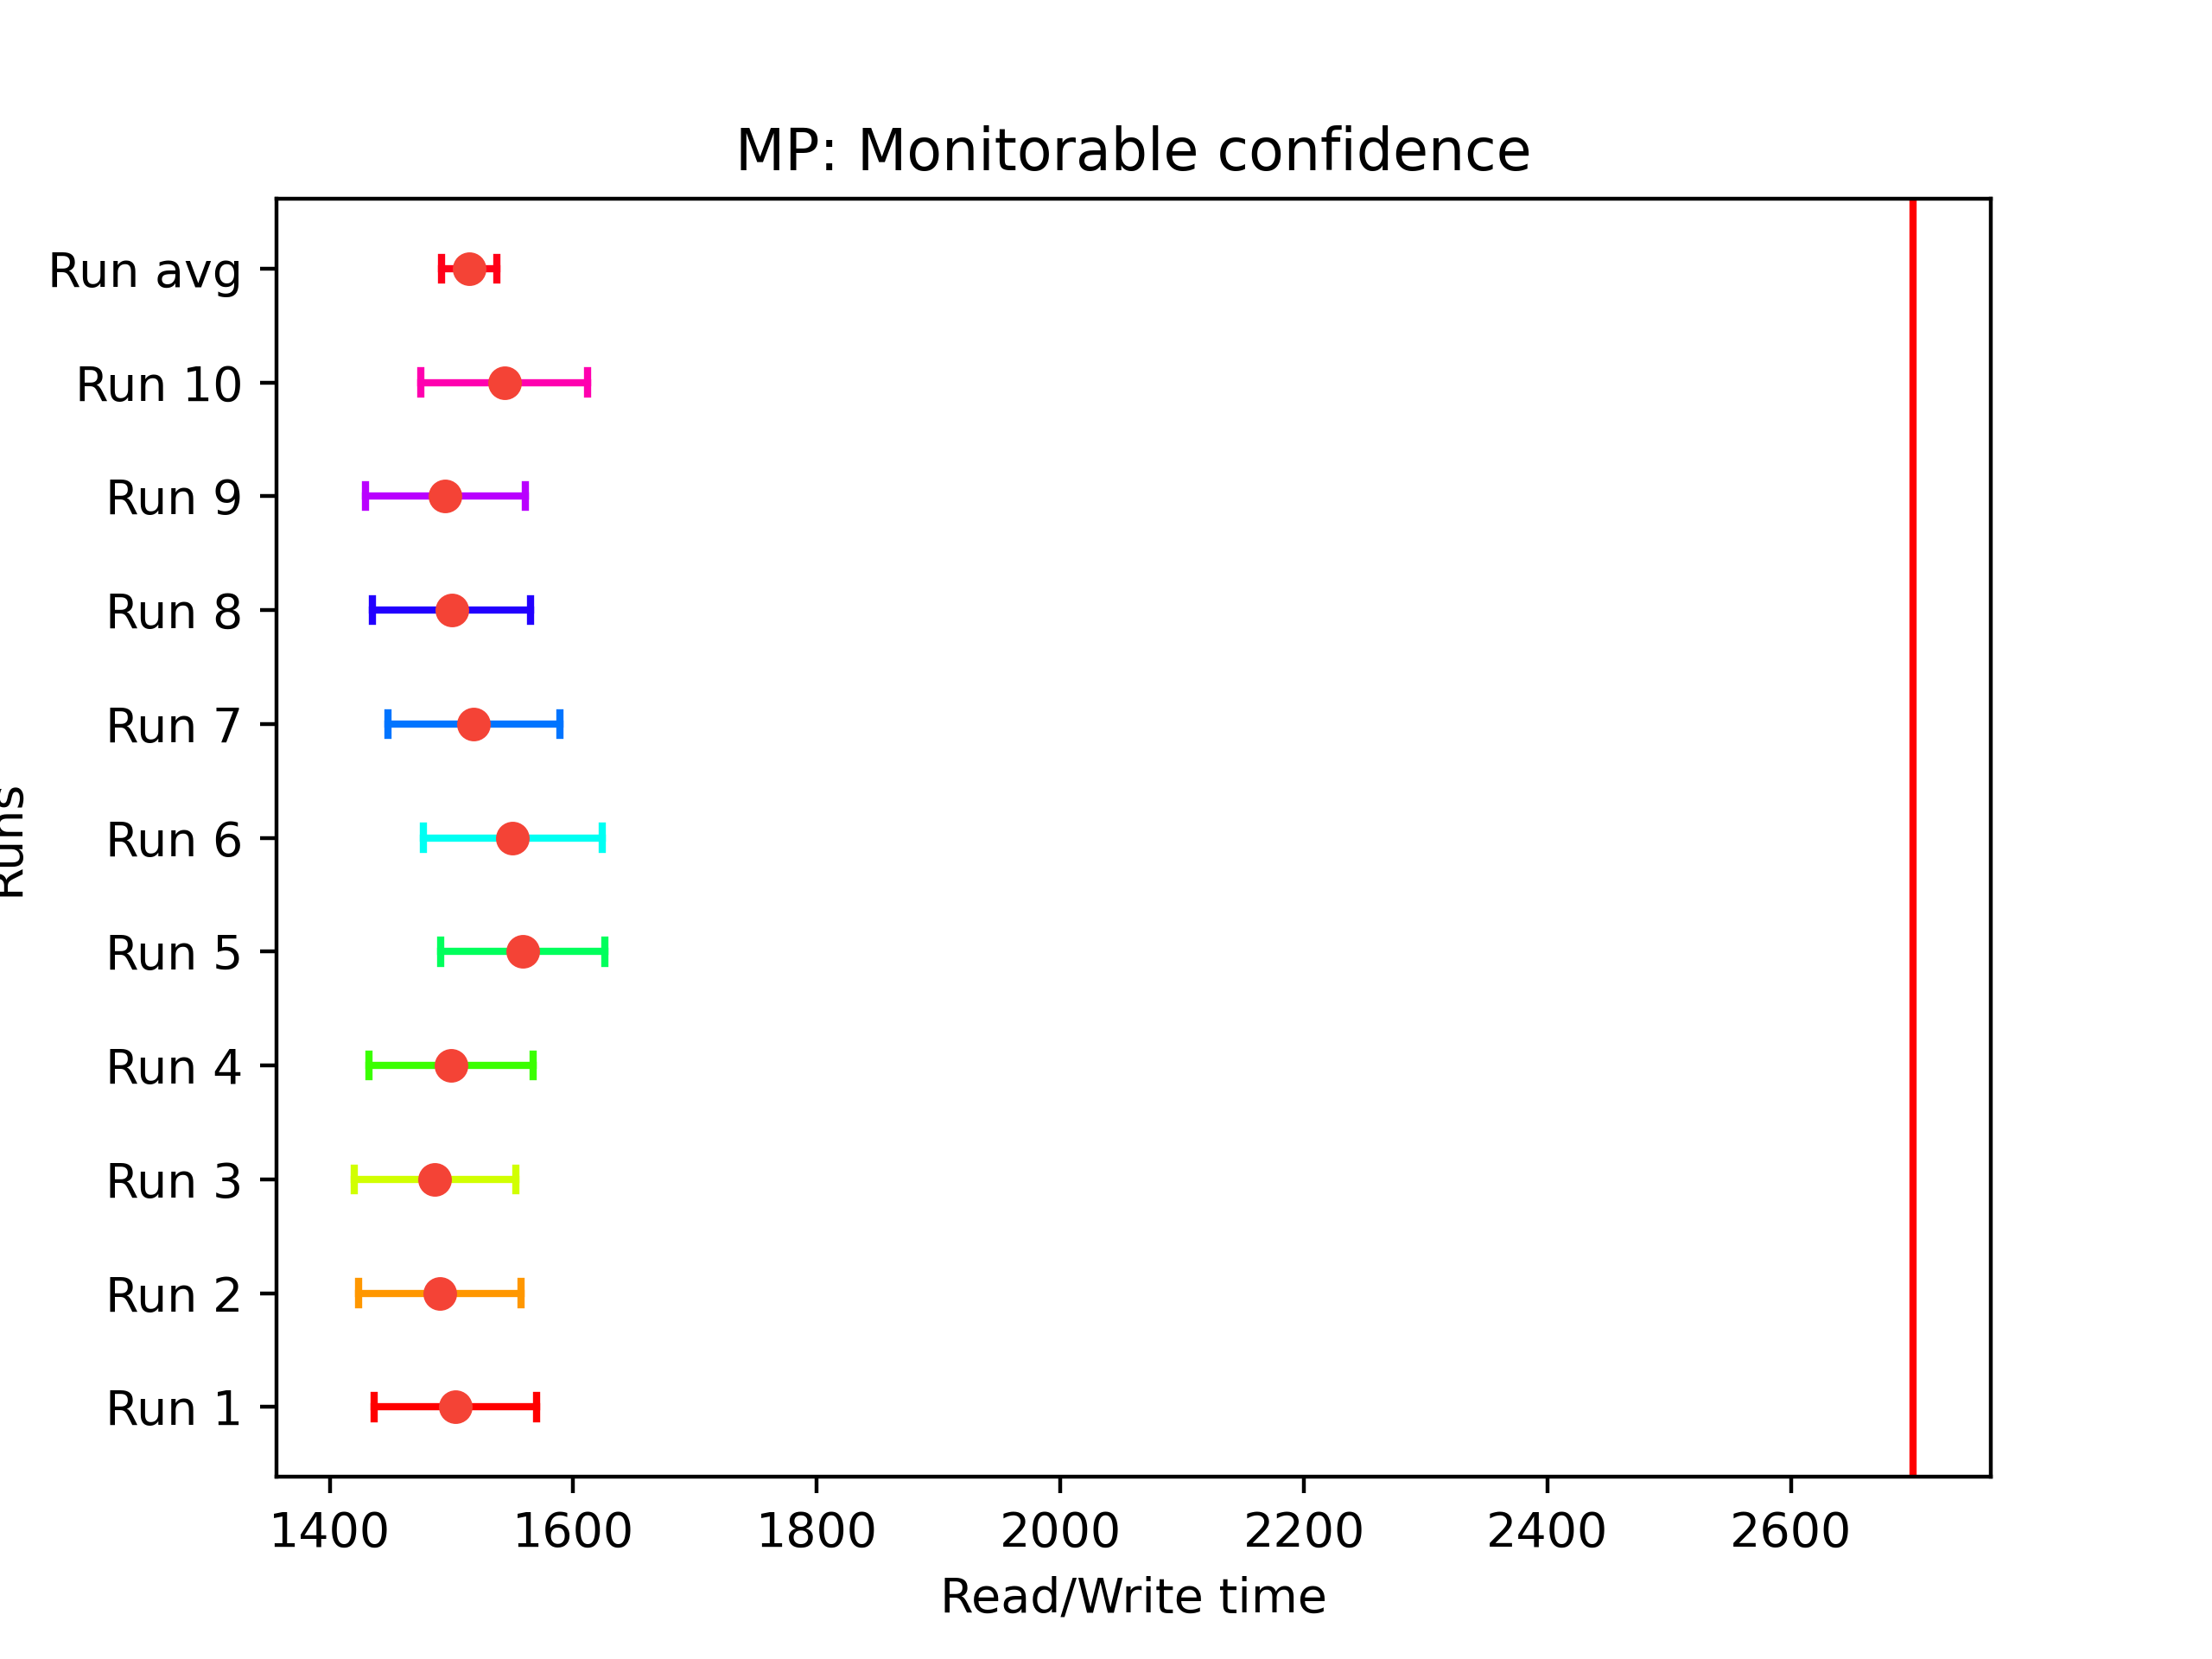 MP: Monitorable confidence
Run avg
Run 10
Run 9
Run 8
Run 7
Run 6
Run 5
Run 4
Run 3
Run 2
Run 1
Runs
1400 1600 1800 2000 2200 2400 2600
Read/Write time